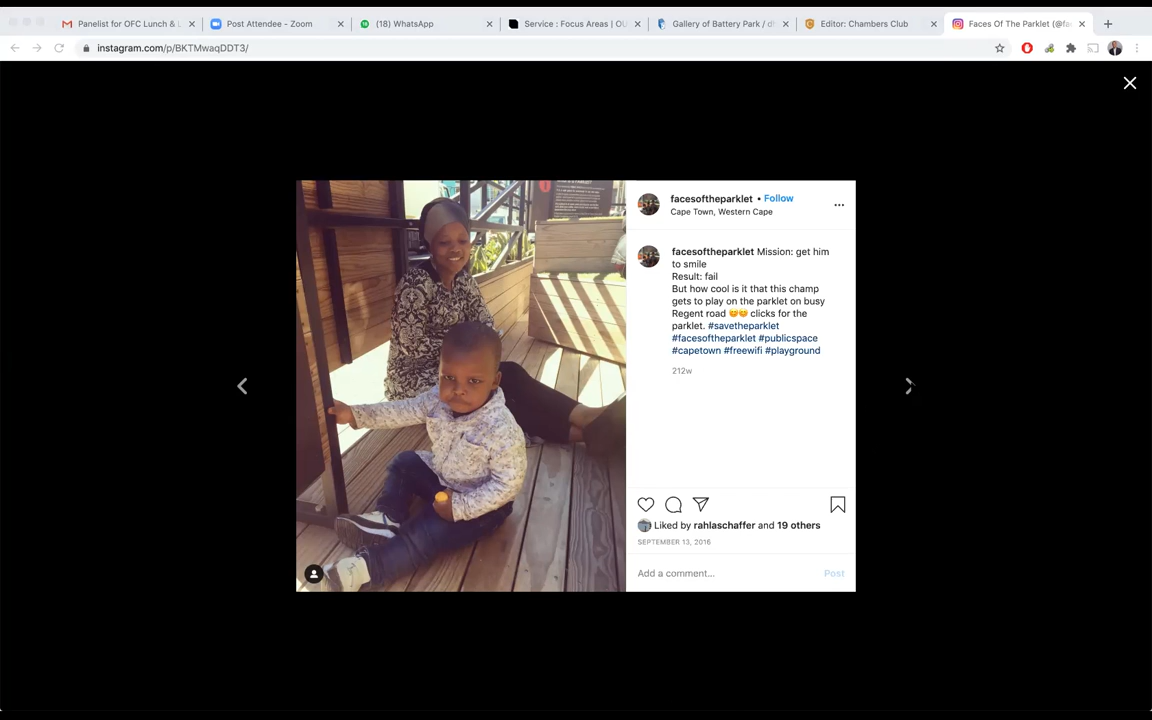 Panelist for OFC Lunch & L
Post Attendee - Zoom
(18) WhatsApp
Service : Focus Areas | OU
Gallery of Battery Park / dh
Editor: Chambers Club
Faces Of The Parklet (@fac
instagram.com/p/BKTMwaqDDT3/
facesoftheparklet • Follow
Cape Town, Western Cape
facesoftheparklet Mission: get him
to smile
Result: fail
But how cool is it that this champ
gets to play on the parklet on busy
Regent road 😁😁 clicks for the
parklet. #savetheparklet
#facesoftheparklet #publicspace
#capetown #freewifi #playground
212w
Liked by rahlaschaffer and 19 others
SEPTEMBER 13, 2016
Add a comment...
Post